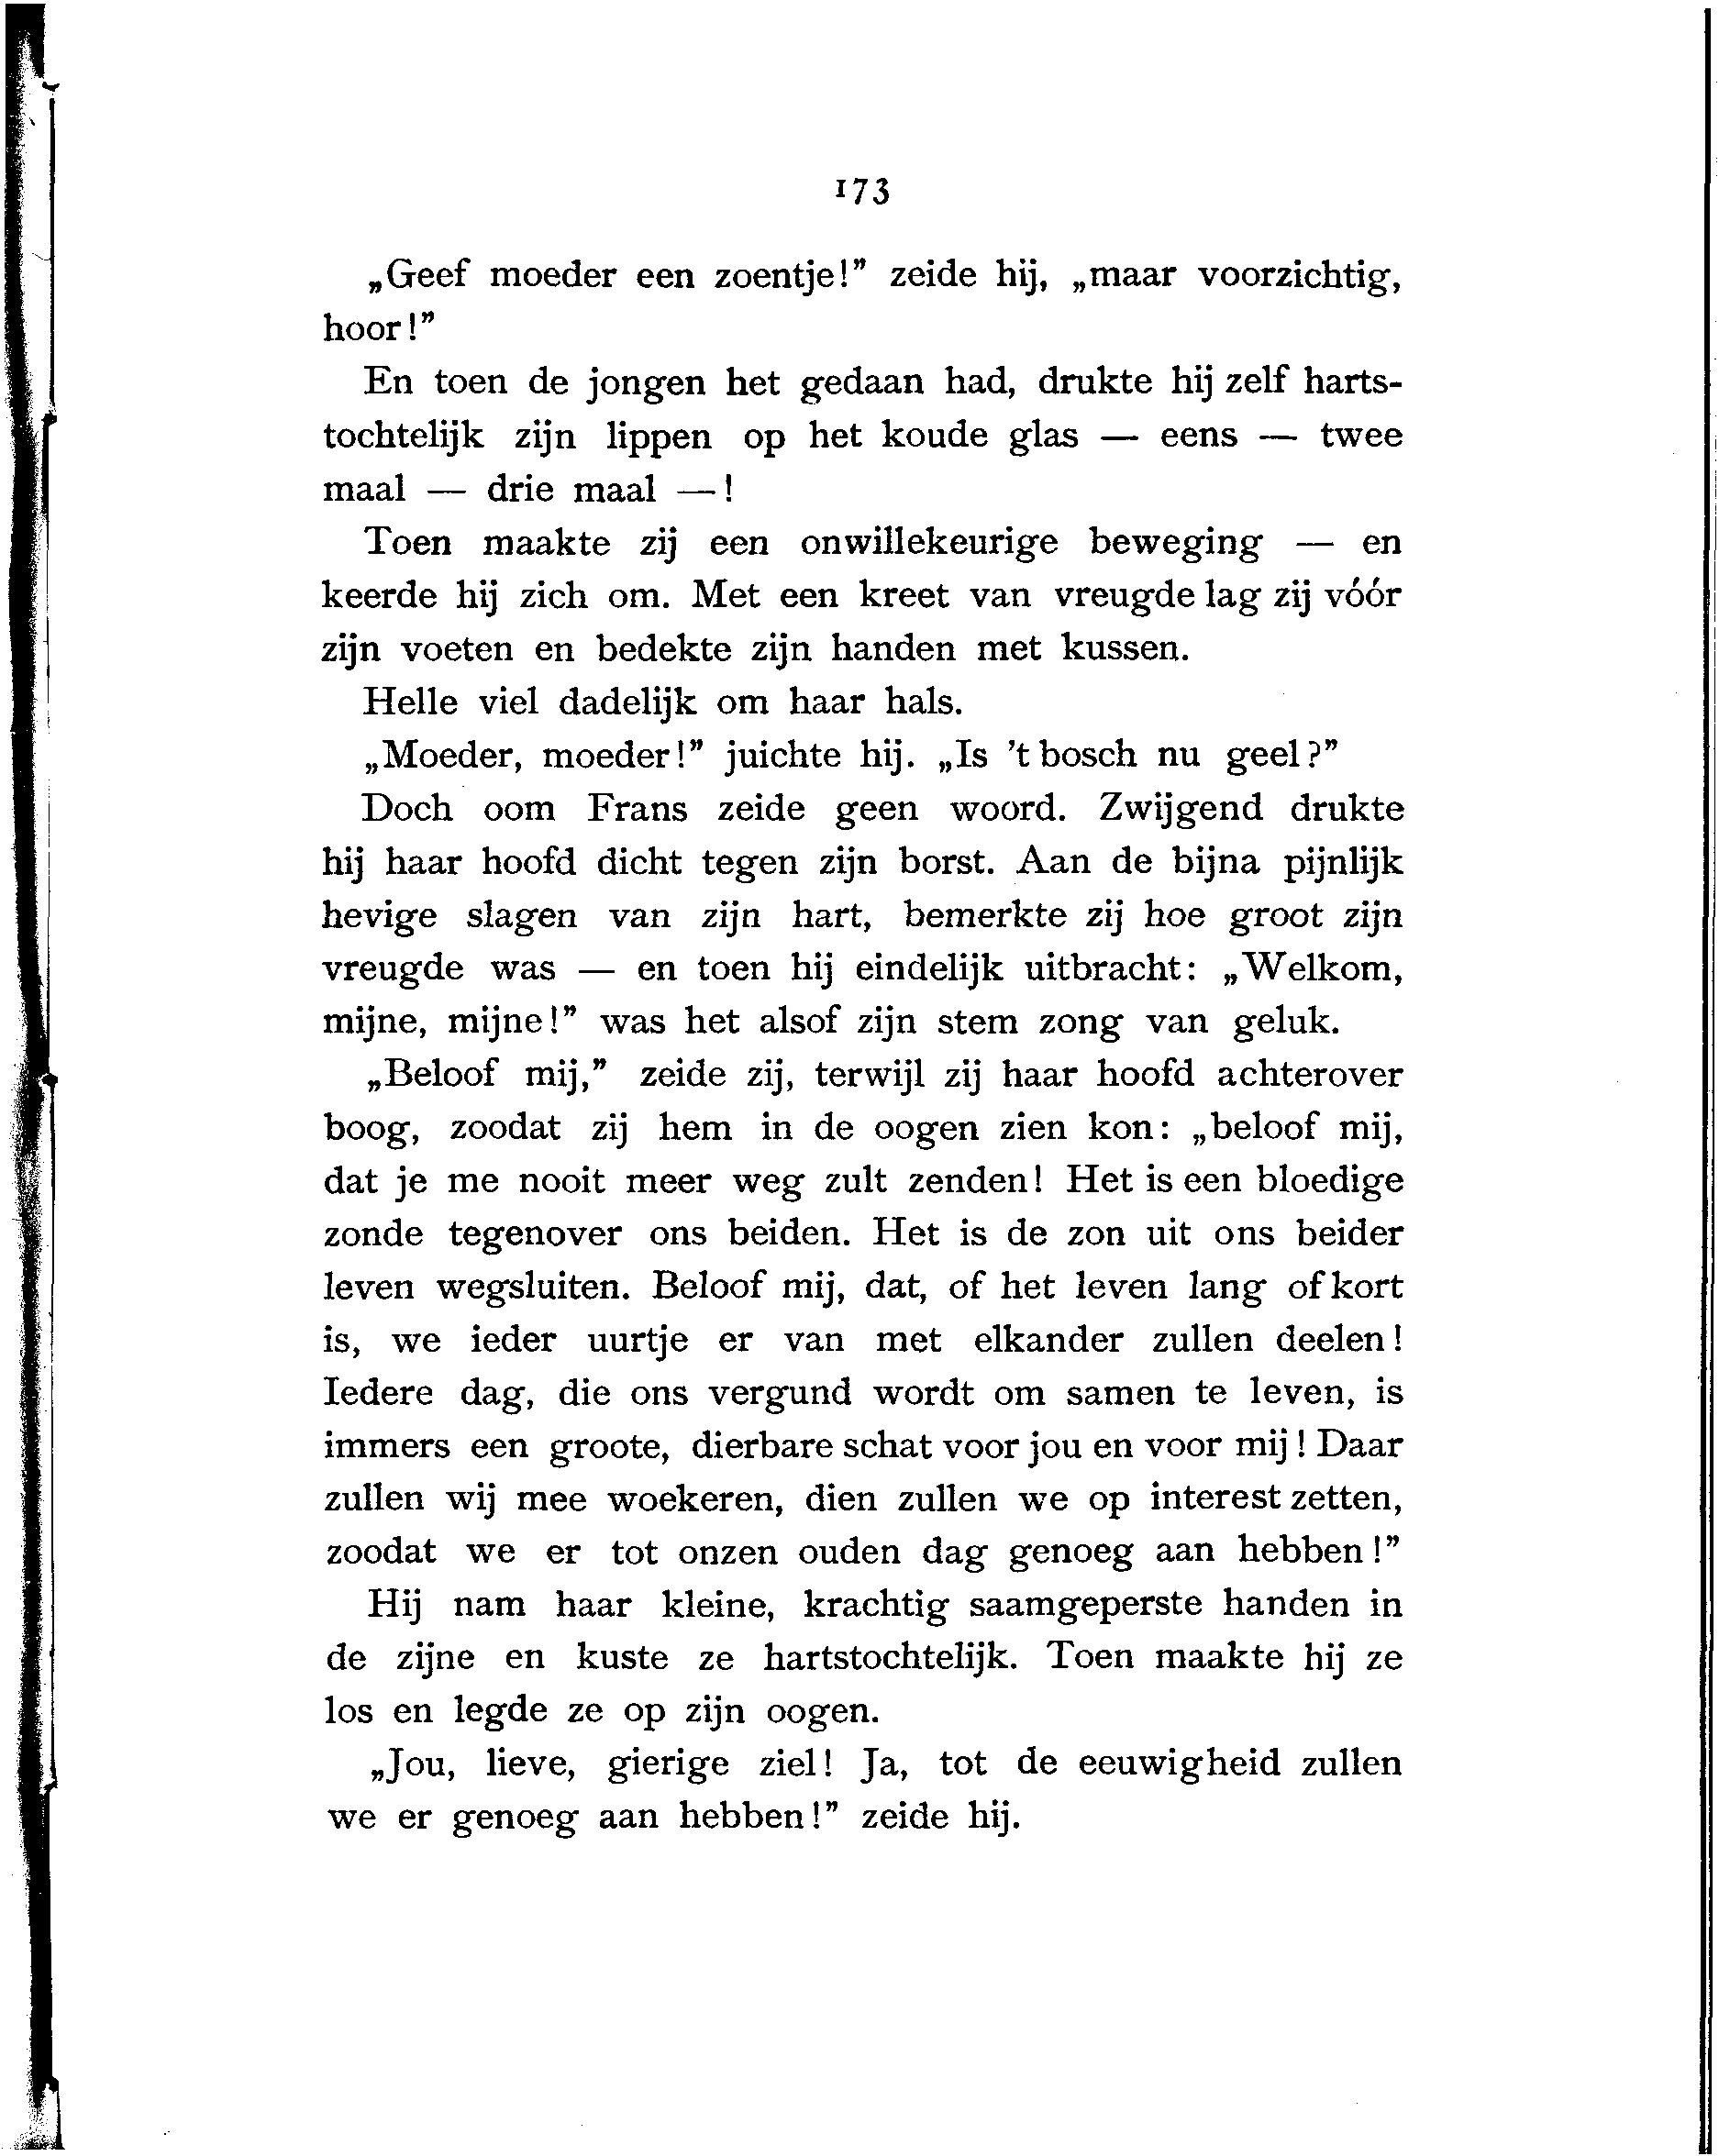 173
„Geef moeder een zoentje!” zeide hij, „maar voorzichtig,
hoor!”
En toen de jongen het gedaan had, drukte hij zelf harts-
tochtelijk zijn lippen op het koude glas — eens — twee
maal — drie maal —!
Toen maakte zij een onwillekeurige beweging — en
keerde hij zich om. Met een kreet van vreugde lag zij vóór
zijn voeten en bedekte zijn handen met kussen.
Helle viel dadelijk om haar hals.
„Moeder, moeder!” juichte hij. „Is 't bosch nu geel?”
Doch oom Frans zeide geen woord. Zwijgend drukte
hij haar hoofd dicht tegen zijn borst. Aan de bijna pijnlijk
hevige slagen van zijn hart, bemerkte zij hoe groot zijn
vreugde was — en toen hij eindelijk uitbracht: „Welkom,
mijne, mijne!” was het alsof zijn stem zong van geluk.
„Beloof mij,” zeide zij, terwijl zij haar hoofd achterover
boog, zoodat zij hem in de oogen zien kon: „beloof mij,
dat je me nooit meer weg zult zenden! Het is een bloedige
zonde tegenover ons beiden. Het is de zon uit ons beider
leven wegsluiten. Beloof mij, dat, of het leven lang of kort
is, we ieder uurtje er van met elkander zullen deelen!
Iedere dag, die ons vergund wordt om samen te leven, is
immers een groote, dierbare schat voor jou en voor mij! Daar
zullen wij mee woekeren, dien zullen we op interest zetten,
zoodat we er tot onzen ouden dag genoeg aan hebben!”
Hij nam haar kleine, krachtig saamgeperste handen in
de zijne en kuste ze hartstochtelijk. Toen maakte hij ze
los en legde ze op zijn oogen.
„Jou, lieve, gierige ziel! Ja, tot de eeuwigheid zullen
we er genoeg aan hebben!” zeide hij.